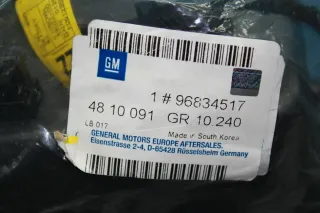 GM
1 # 96834517
48 10 091 GR 10.240
LB 017
Made in South Korea
GENERAL MOTORS EUROPE AFTERSALES.
Eisenstrasse 2-4, D-65428 Rüsselsheim Germany